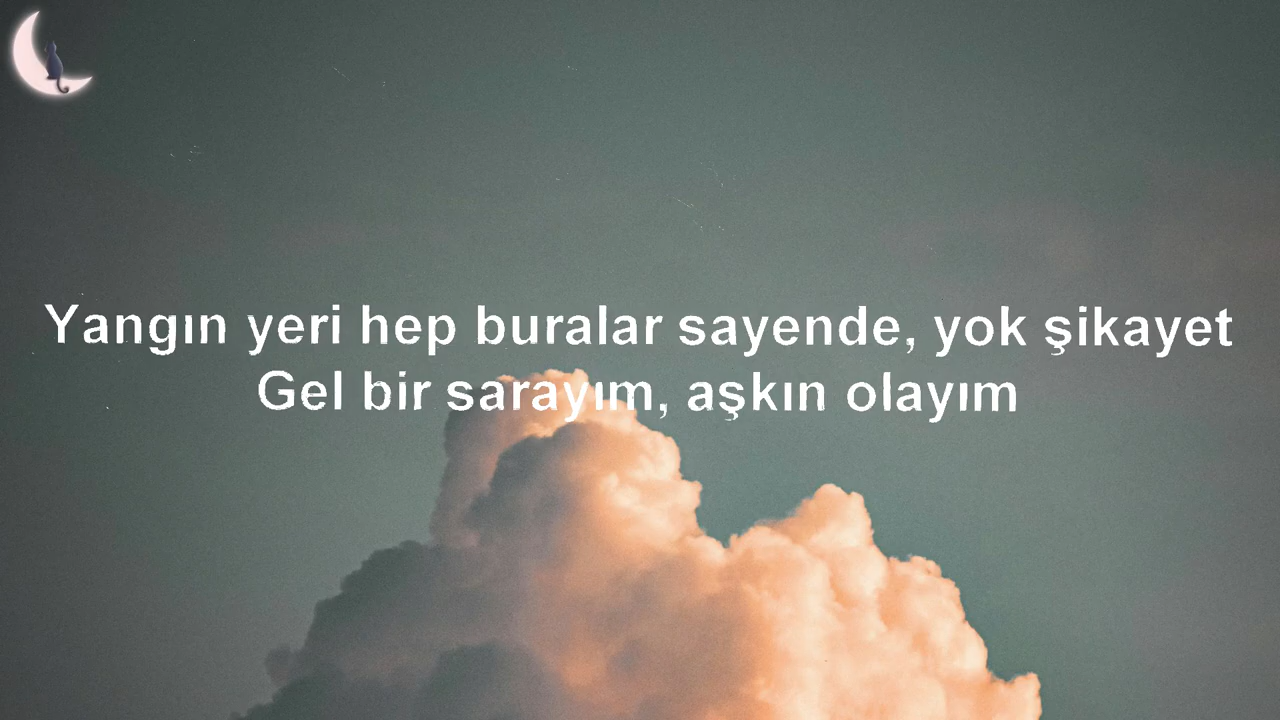 Yangın yeri hep buralar sayende, yok şikayet
Gel bir sarayım, aşkın olayım